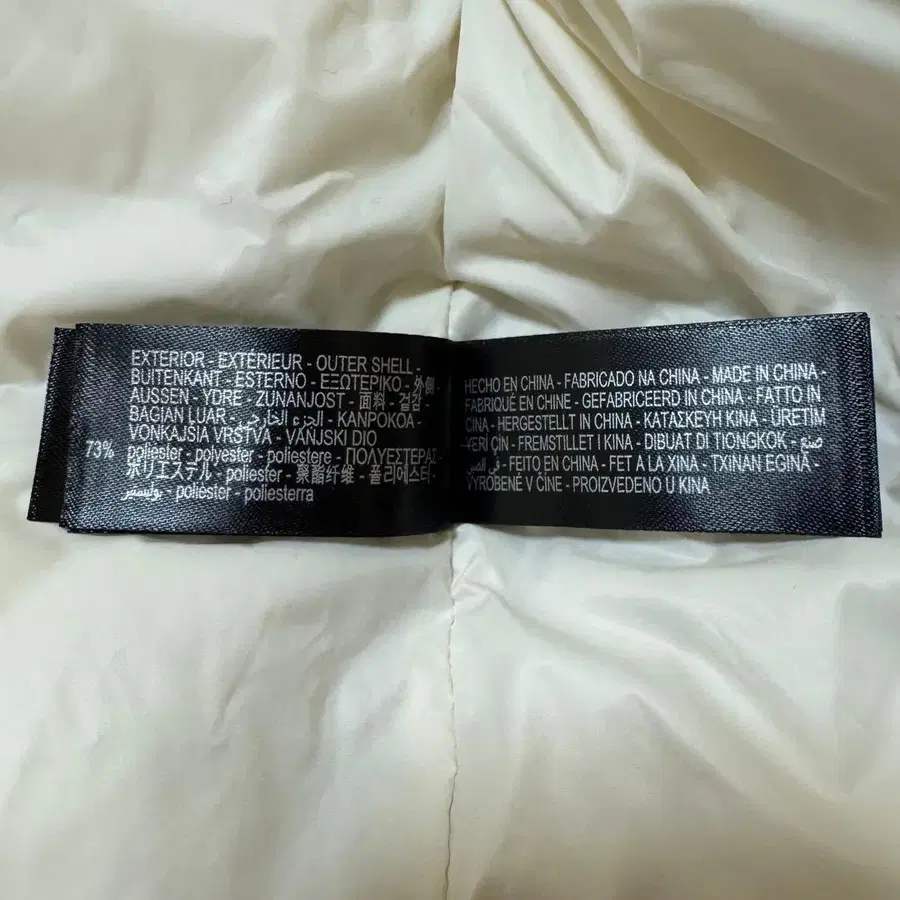 EXTERIOR - EXTÉRIEUR - OUTER SHELL -
BUITENKANT - ESTERNO - ΕΞΩΤΕΡΙΚΟ - 外側 -
AUSSEN - YDRE - ZUNANJOST - 面料 - 겉감 -
BAGIAN LUAR - الجزء الخارجي - KANPOKOA -
VONKAJSIA VRSTVA - VANJSKI DIO
73% poliester - polyester - poliestere - ΠΟΛΥΕΣΤΕΡΑΣ -
ポリエステル - poliester - 聚酯纤维 - 폴리에스터 -
بوليستر - poliester - poliesterra
HECHO EN CHINA - FABRICADO NA CHINA - MADE IN CHINA -
FABRIQUÉ EN CHINE - GEFABRICEERD IN CHINA - FATTO IN
CINA - HERGESTELLT IN CHINA - ΚΑΤΑΣΚΕΥΗ ΚΙΝΑ - ÜRETİM
YERİ ÇİN - FREMSTILLET I KINA - DIBUAT DI TIONGKOK - صنع
في الصين - FEITO EN CHINA - FET A LA XINA - TXINAN EGINA -
VYROBENÉ V ČÍNE - PROIZVEDENO U KINA